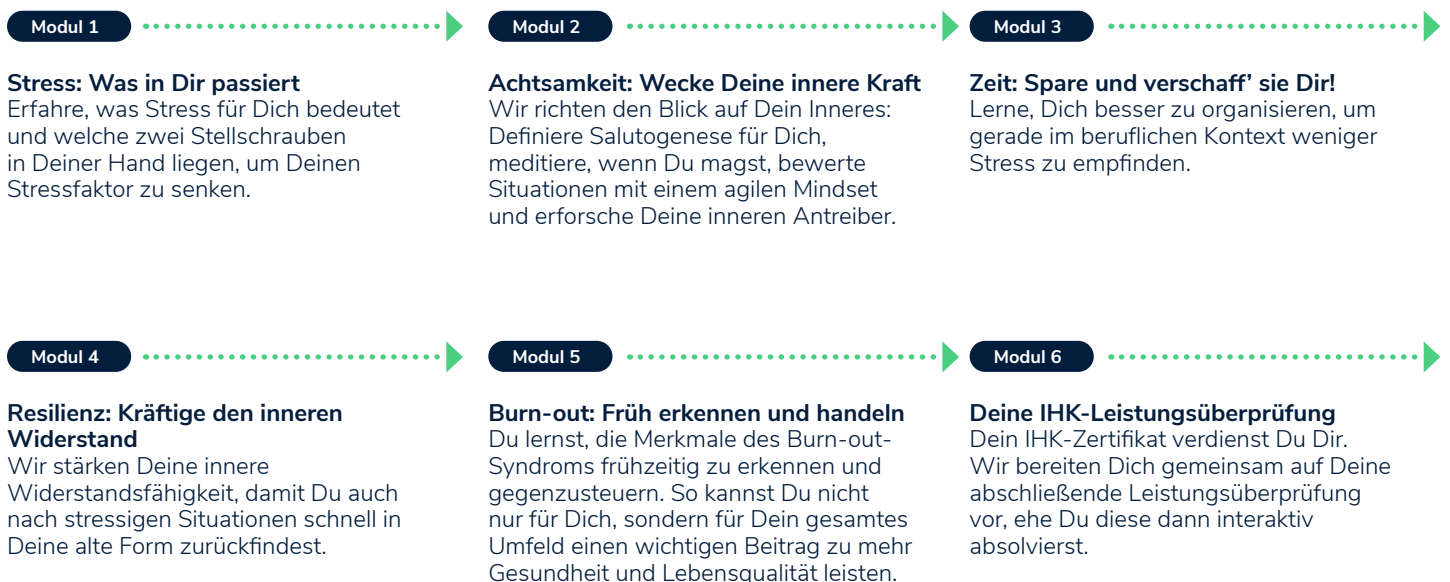 Modul 1
Stress: Was in Dir passiert
Erfahre, was Stress für Dich bedeutet
und welche zwei Stellschrauben
in Deiner Hand liegen, um Deinen
Stressfaktor zu senken.
Modul 2
Achtsamkeit: Wecke Deine innere Kraft
Wir richten den Blick auf Dein Inneres:
Definiere Salutogenese für Dich,
meditiere, wenn Du magst, bewerte
Situationen mit einem agilen Mindset
und erforsche Deine inneren Antreiber.
Modul 3
Zeit: Spare und verschaff’ sie Dir!
Lerne, Dich besser zu organisieren, um
gerade im beruflichen Kontext weniger
Stress zu empfinden.
Modul 4
Resilienz: Kräftige den inneren
Widerstand
Wir stärken Deine innere
Widerstandsfähigkeit, damit Du auch
nach stressigen Situationen schnell in
Deine alte Form zurückfindest.
Modul 5
Burn-out: Früh erkennen und handeln
Du lernst, die Merkmale des Burn-out-
Syndroms frühzeitig zu erkennen und
gegenzusteuern. So kannst Du nicht
nur für Dich, sondern für Dein gesamtes
Umfeld einen wichtigen Beitrag zu mehr
Gesundheit und Lebensqualität leisten.
Modul 6
Deine IHK-Leistungsüberprüfung
Dein IHK-Zertifikat verdienst Du Dir.
Wir bereiten Dich gemeinsam auf Deine
abschließende Leistungsüberprüfung
vor, ehe Du diese dann interaktiv
absolvierst.